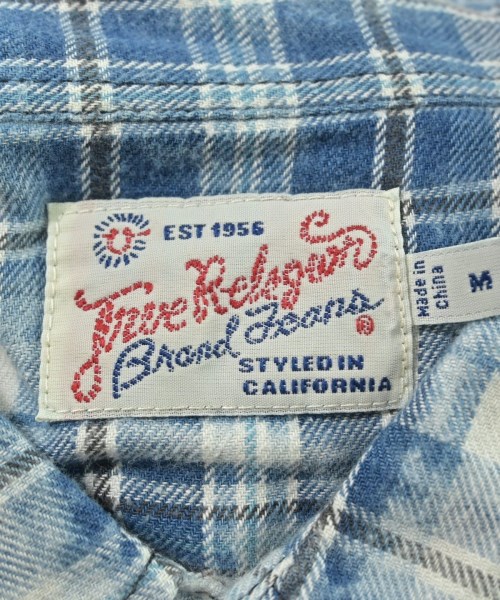 EST 1956
True Religion
Brand Jeans
®
STYLED IN
CALIFORNIA
Made in
China
M